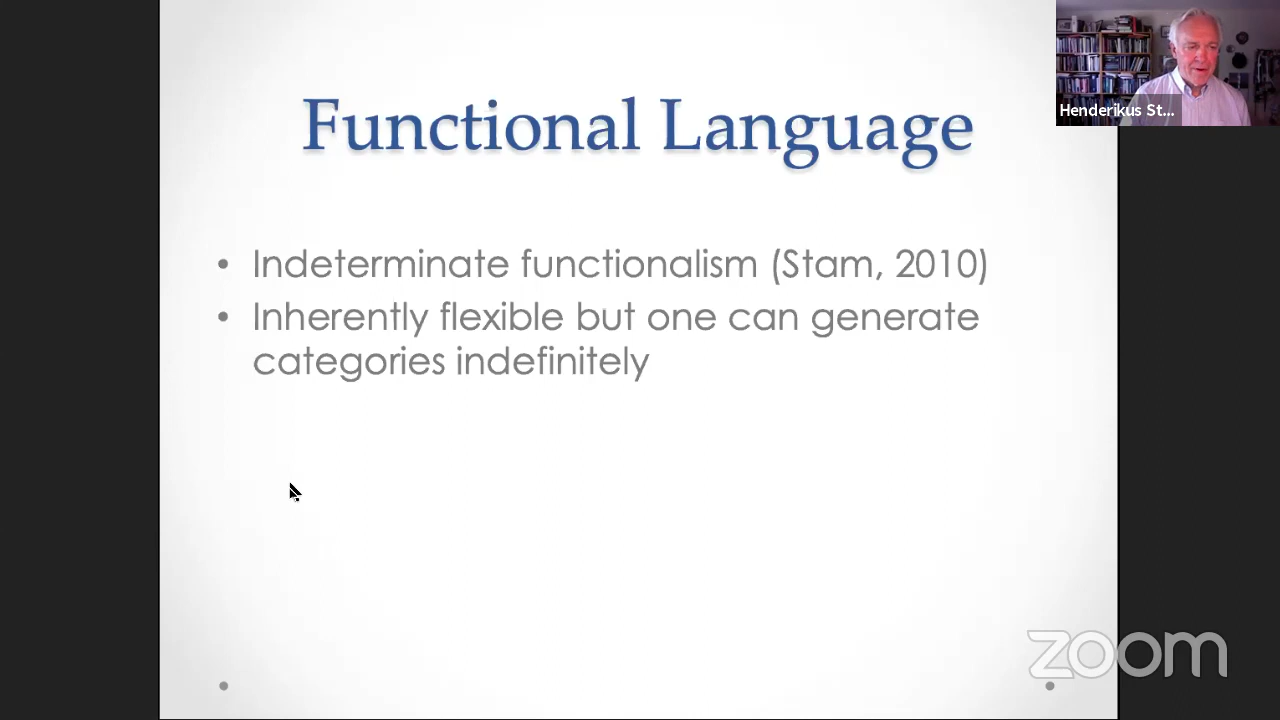 Functional Language
Henderikus St...
• Indeterminate functionalism (Stam, 2010)
• Inherently flexible but one can generate
categories indefinitely
zoom